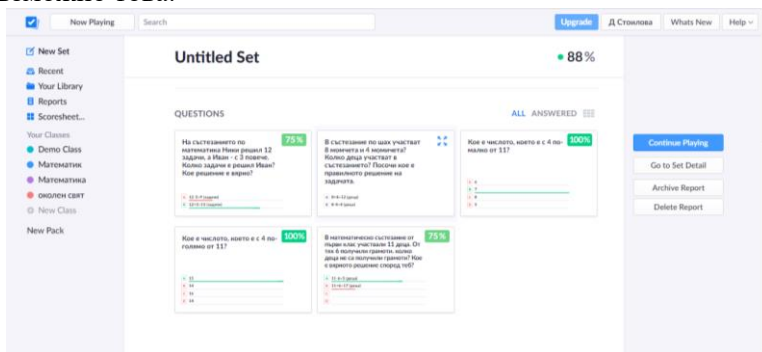 Now Playing
Search
Upgrade
Д Стоилова
Whats New
Help
New Set
Recent
Your Library
Reports
Scoresheet...
Your Classes
Demo Class
Математик
Математика
околен свят
New Class
New Pack
Untitled Set
88%
QUESTIONS
ALL ANSWERED
75%
На състезанието по
математика Ники решил 12
задачи, а Иван - с 3 повече.
Колко задачи е решил Иван?
Кое решение е вярно?
В състезание по шах участват
8 момчета и 4 момичета?
Колко деца участват в
състезанието? Посочи кое е
правилното решение на
задачата.
100%
Кое е числото, което е с 4 по-
малко от 11?
100%
Кое е числото, което е с 4 по-
голямо от 11?
75%
В математическо състезание от
първи клас участвали 11 деца. От
тях 6 получили грамоти. колко
деца не са получили грамоти? Кое
е вярното решение според теб?
Continue Playing
Go to Set Detail
Archive Report
Delete Report